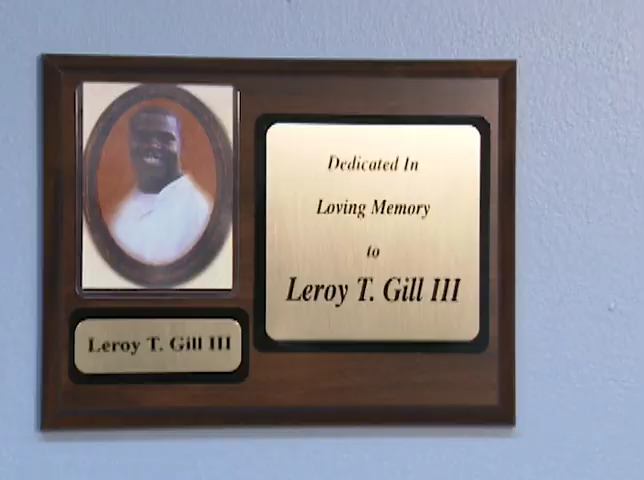 Dedicated In
Loving Memory
to
Leroy T. Gill III
Leroy T. Gill III